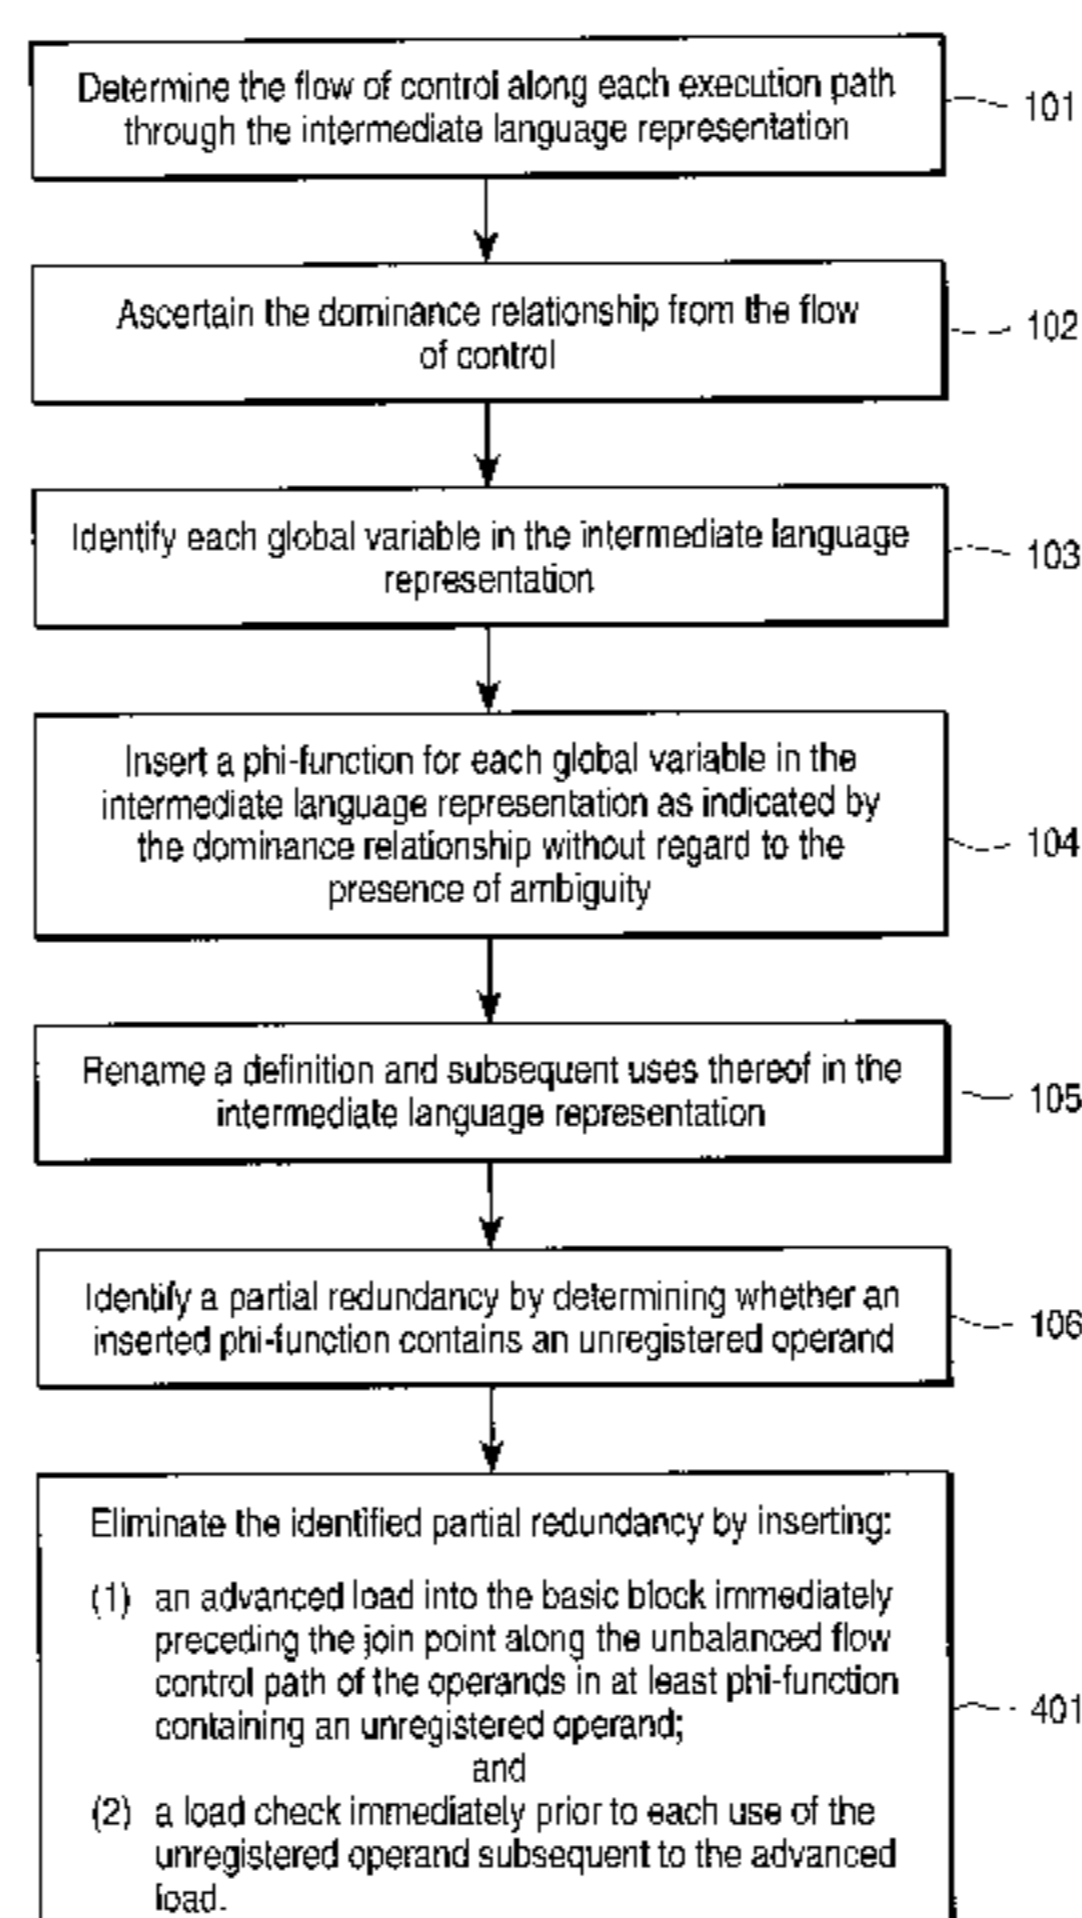 Determine the flow of control along each execution path
through the intermediate language representation
101
Ascertain the dominance relationship from the flow
of control
102
Identify each global variable in the intermediate language
representation
103
Insert a phi-function for each global variable in the
intermediate language representation as indicated by
the dominance relationship without regard to the
presence of ambiguity
104
Rename a definition and subsequent uses thereof in the
intermediate language representation
105
Identify a partial redundancy by determining whether an
inserted phi-function contains an unregistered operand
106
Eliminate the identified partial redundancy by inserting:
(1) an advanced load into the basic block immediately
preceding the join point along the unbalanced flow
control path of the operands in at least phi-function
containing an unregistered operand;
and
(2) a load check immediately prior to each use of the
unregistered operand subsequent to the advanced
load.
401